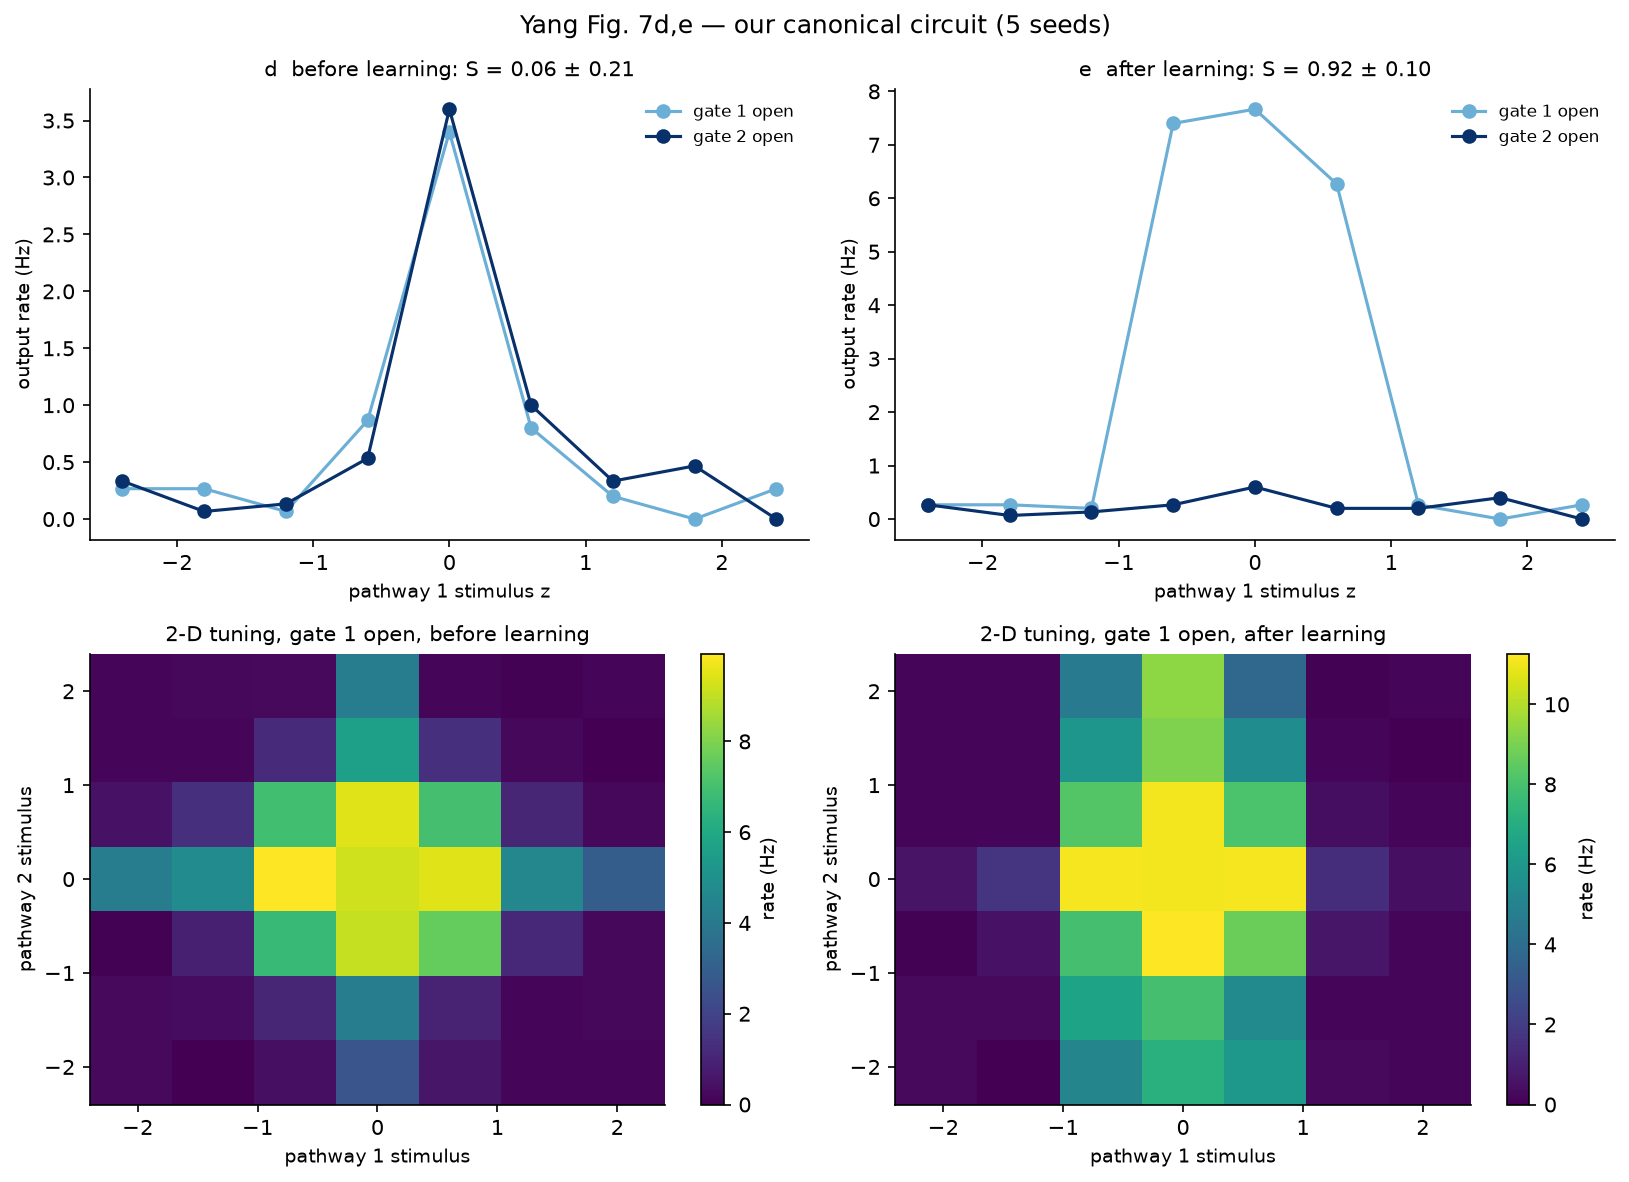 Yang Fig. 7d,e — our canonical circuit (5 seeds)
d  before learning: S = 0.06 ± 0.21
gate 1 open
gate 2 open
output rate (Hz)
3.5
3.0
2.5
2.0
1.5
1.0
0.5
0.0
−2 −1 0 1 2
pathway 1 stimulus z
e  after learning: S = 0.92 ± 0.10
gate 1 open
gate 2 open
output rate (Hz)
8
7
6
5
4
3
2
1
0
−2 −1 0 1 2
pathway 1 stimulus z
2-D tuning, gate 1 open, before learning
pathway 2 stimulus
2
1
0
−1
−2
−2 −1 0 1 2
pathway 1 stimulus
8
6
4
2
0
rate (Hz)
2-D tuning, gate 1 open, after learning
pathway 2 stimulus
2
1
0
−1
−2
−2 −1 0 1 2
pathway 1 stimulus
10
8
6
4
2
0
rate (Hz)